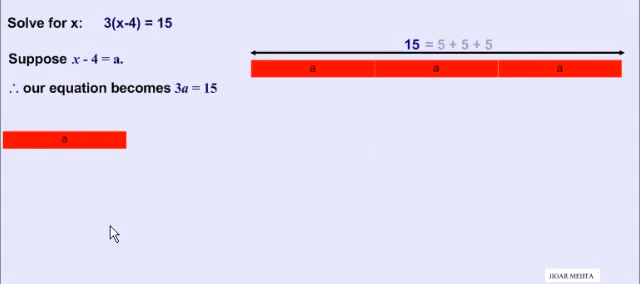 Solve for x: 3(x-4) = 15
Suppose x - 4 = a.
∴ our equation becomes 3a = 15
15 = 5 + 5 + 5
a a a
a
JIGAR MEHTA